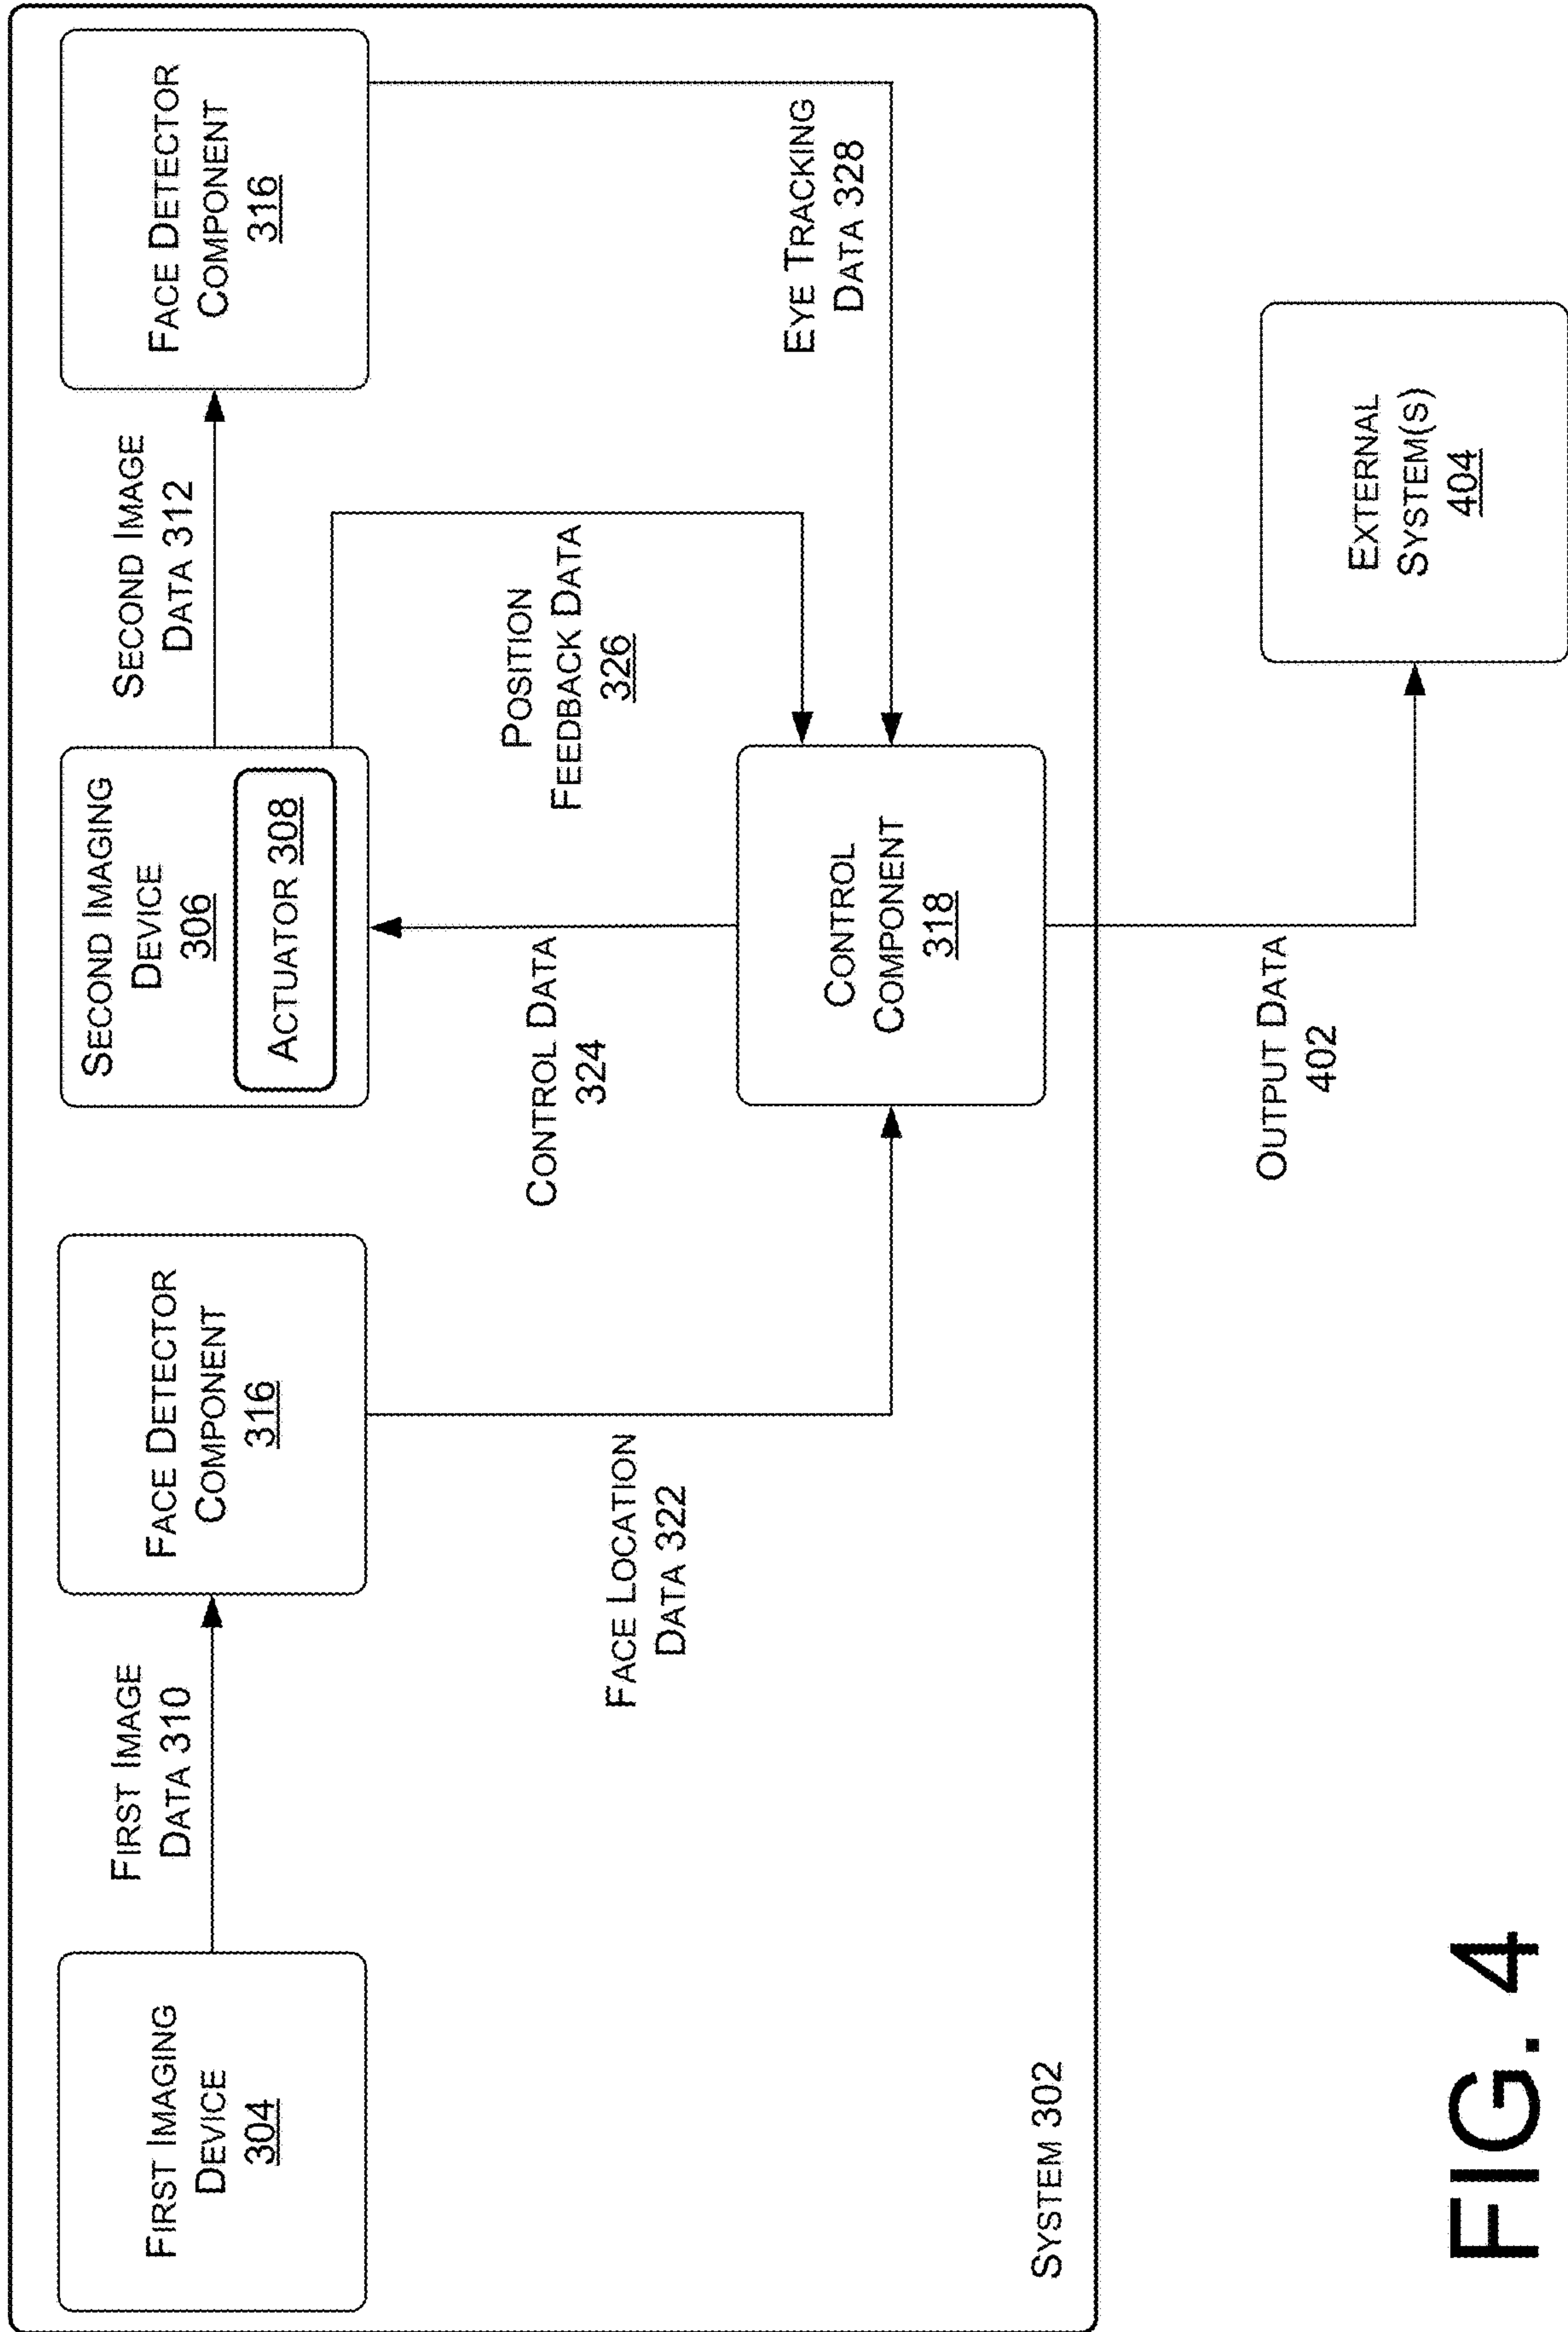 FIRST IMAGING
DEVICE
304
FIRST IMAGE
DATA 310
FACE DETECTOR
COMPONENT
316
SECOND IMAGING
DEVICE
306
ACTUATOR 308
SECOND IMAGE
DATA 312
FACE DETECTOR
COMPONENT
316
FACE LOCATION
DATA 322
CONTROL DATA
324
POSITION
FEEDBACK DATA
326
EYE TRACKING
DATA 328
CONTROL
COMPONENT
318
SYSTEM 302
OUTPUT DATA
402
EXTERNAL
SYSTEM(S)
404
FIG. 4